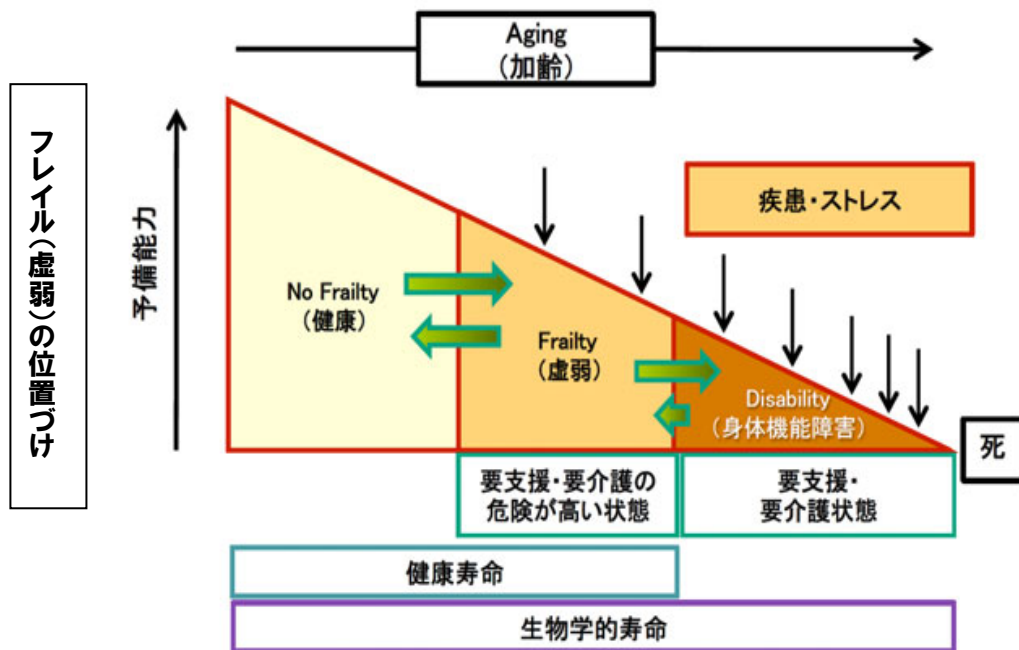 フレイル(虚弱)の位置づけ
Aging
(加齢)
予備能力
疾患・ストレス
No Frailty
(健康)
Frailty
(虚弱)
Disability
(身体機能障害)
死
要支援・要介護の
危険が高い状態
要支援・
要介護状態
健康寿命
生物学的寿命